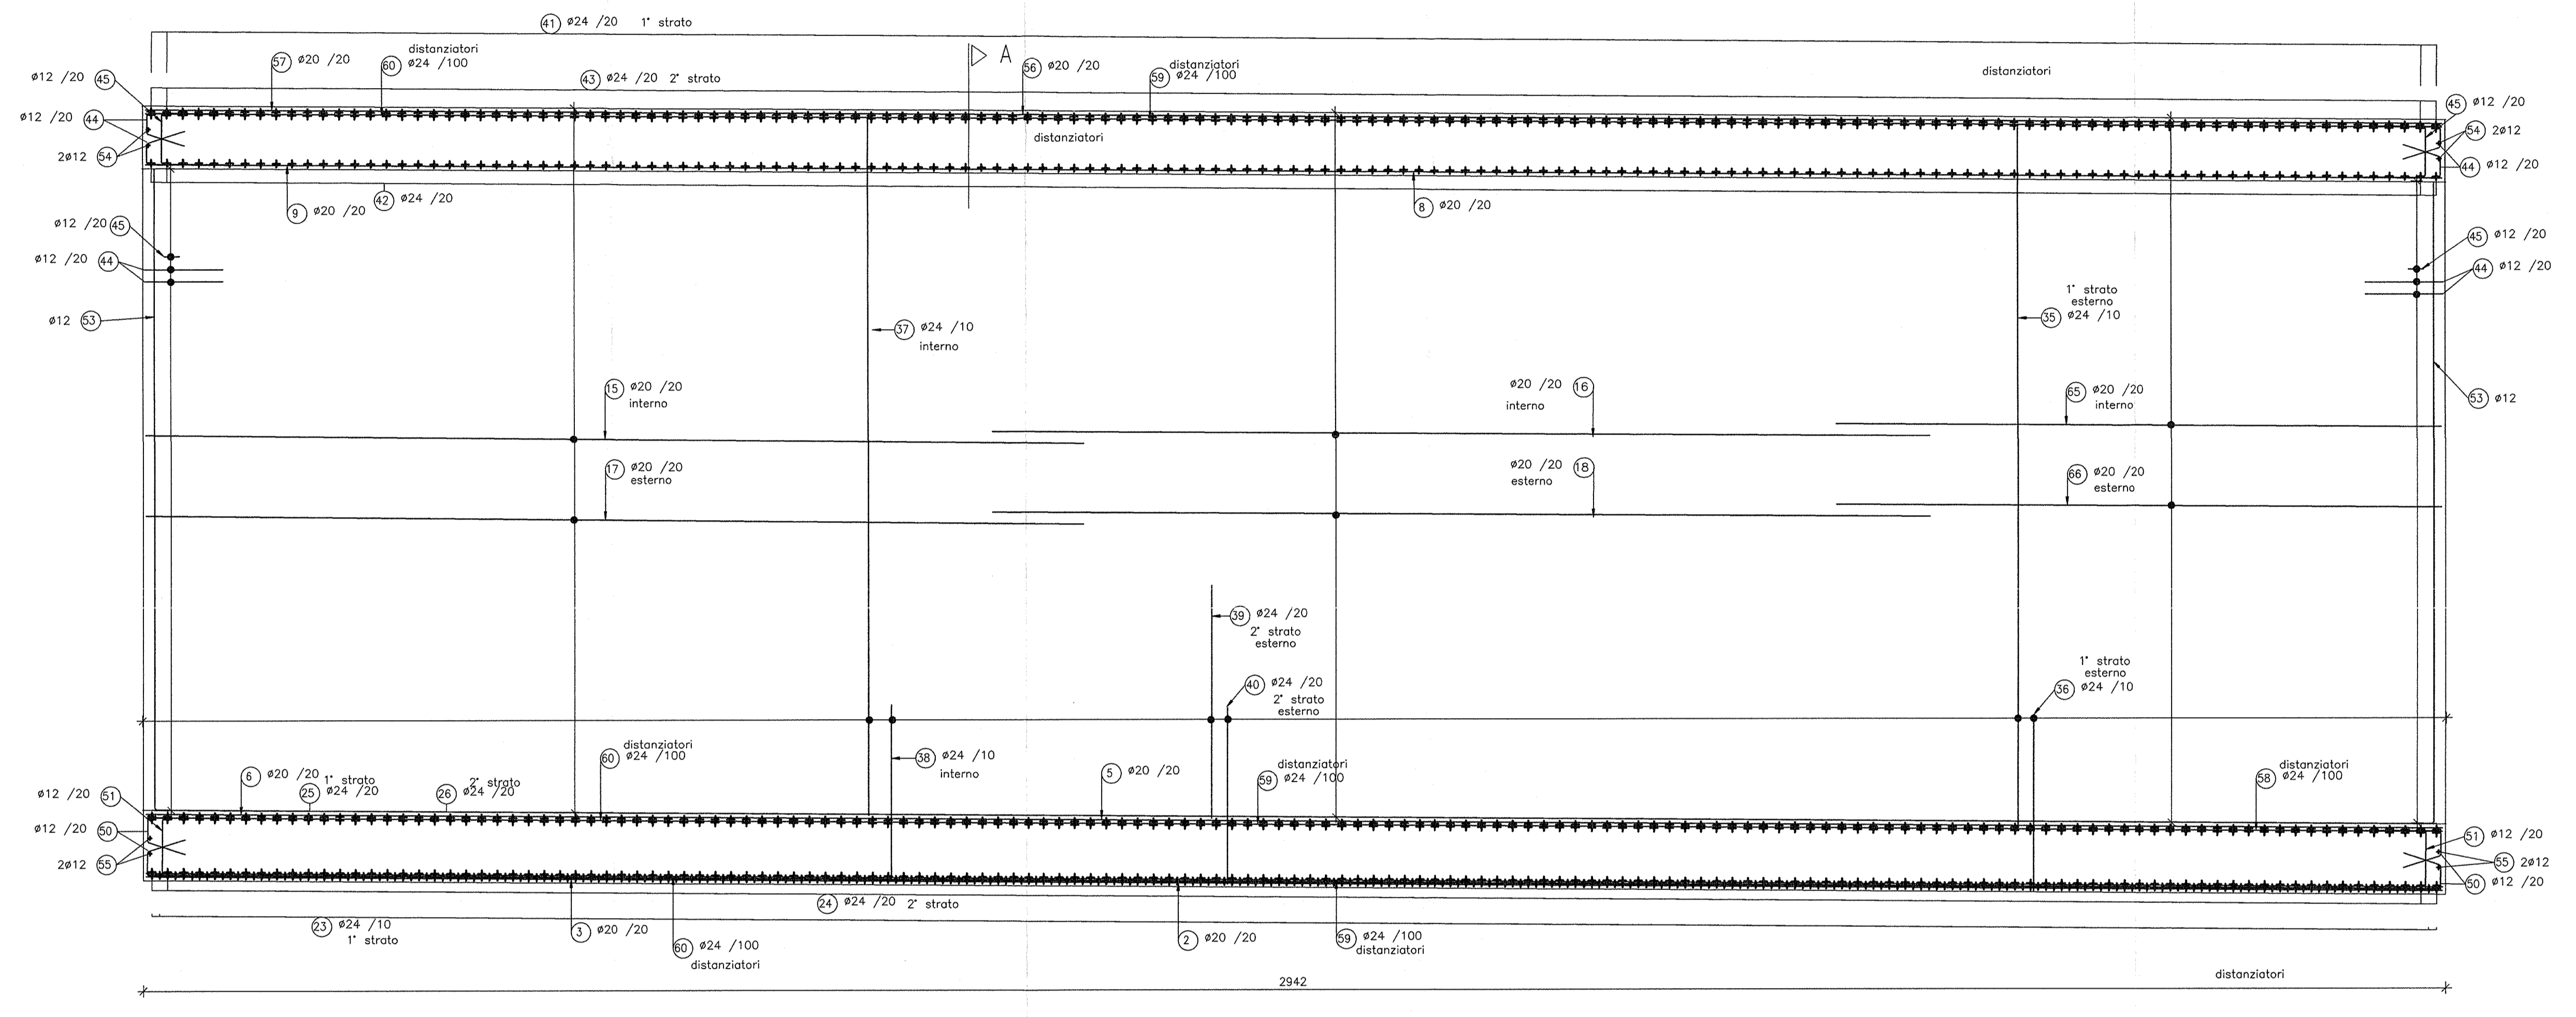 41 ø24 /20 1° strato
57 ø20 /20
distanziatori
60 ø24 /100
43 ø24 /20 2° strato
A
56 ø20 /20
distanziatori
59 ø24 /100
distanziatori
ø12 /20 45
ø12 /20 44
2ø12 54
distanziatori
45 ø12 /20
54 2ø12
44 ø12 /20
9 ø20 /20
42 ø24 /20
8 ø20 /20
ø12 /20 45
ø12 /20 44
ø12 53
45 ø12 /20
44 ø12 /20
37 ø24 /10
interno
1° strato
esterno
35 ø24 /10
15 ø20 /20
interno
ø20 /20 16
interno
65 ø20 /20
interno
53 ø12
17 ø20 /20
esterno
ø20 /20 18
esterno
66 ø20 /20
esterno
39 ø24 /20
2° strato
esterno
40 ø24 /20
2° strato
esterno
1° strato
esterno
36 ø24 /10
distanziatori
60 ø24 /100
38 ø24 /10
interno
6 ø20 /20
1° strato
25 ø24 /20
2° strato
26 ø24 /20
5 ø20 /20
distanziatori
59 ø24 /100
distanziatori
58 ø24 /100
ø12 /20 51
ø12 /20 50
2ø12 55
51 ø12 /20
55 2ø12
50 ø12 /20
24 ø24 /20 2° strato
23 ø24 /10
1° strato
3 ø20 /20
60 ø24 /100
distanziatori
2 ø20 /20
59 ø24 /100
distanziatori
distanziatori
2942